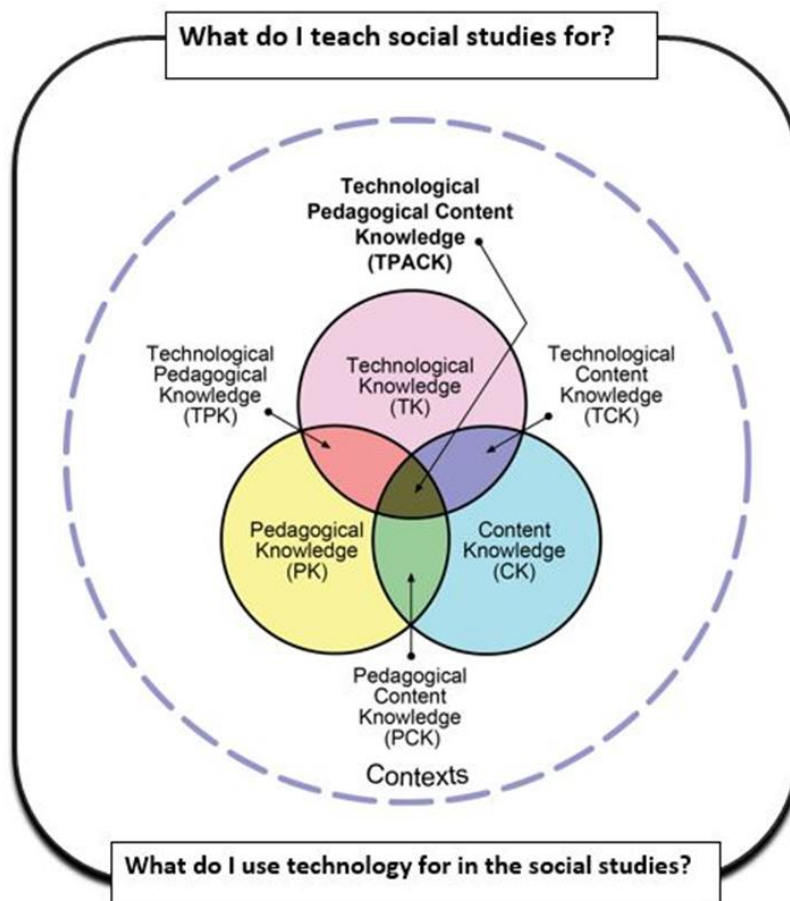 What do I teach social studies for?
Technological
Pedagogical Content
Knowledge
(TPACK)
Technological
Pedagogical
Knowledge
(TPK)
Technological
Knowledge
(TK)
Technological
Content
Knowledge
(TCK)
Pedagogical
Knowledge
(PK)
Content
Knowledge
(CK)
Pedagogical
Content
Knowledge
(PCK)
Contexts
What do I use technology for in the social studies?